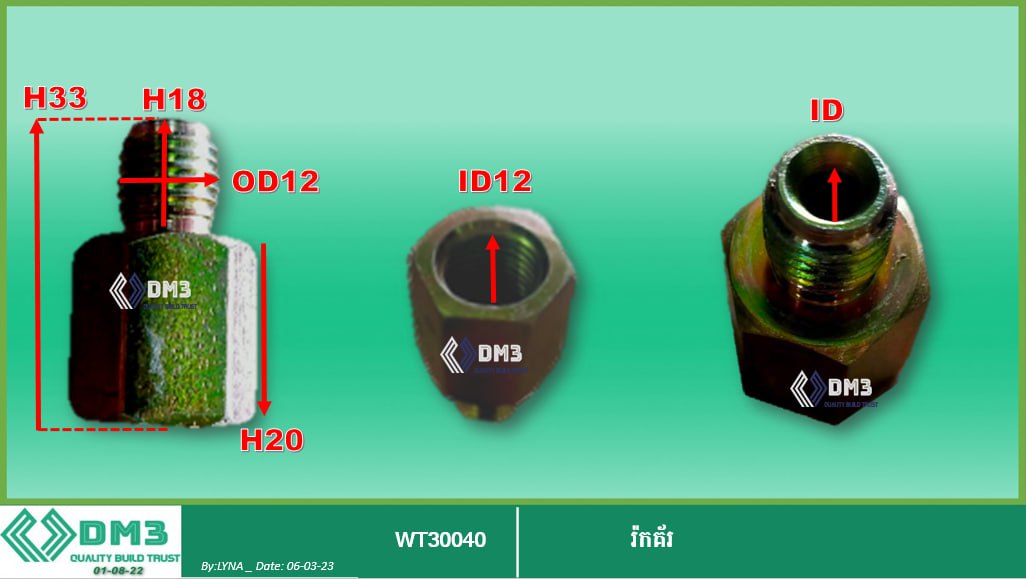 H33
H18
ID
OD12
ID12
DM3
QUALITY BUILD TRUST
DM3
QUALITY BUILD TRUST
DM3
QUALITY BUILD TRUST
H20
DM3
QUALITY BUILD TRUST
01-08-22
By:LYNA _ Date: 06-03-23
WT30040
រ៉កគ័រ